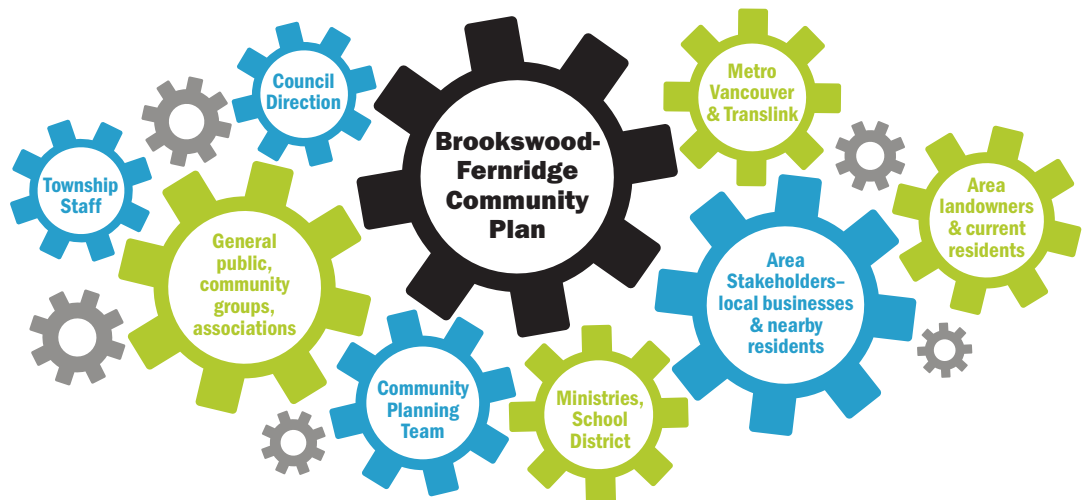 Council
Direction
Township
Staff
General
public,
community
groups,
associations
Brookswood-
Fernridge
Community
Plan
Community
Planning
Team
Ministries,
School
District
Metro
Vancouver
& Translink
Area
Stakeholders–
local businesses
& nearby
residents
Area
landowners
& current
residents